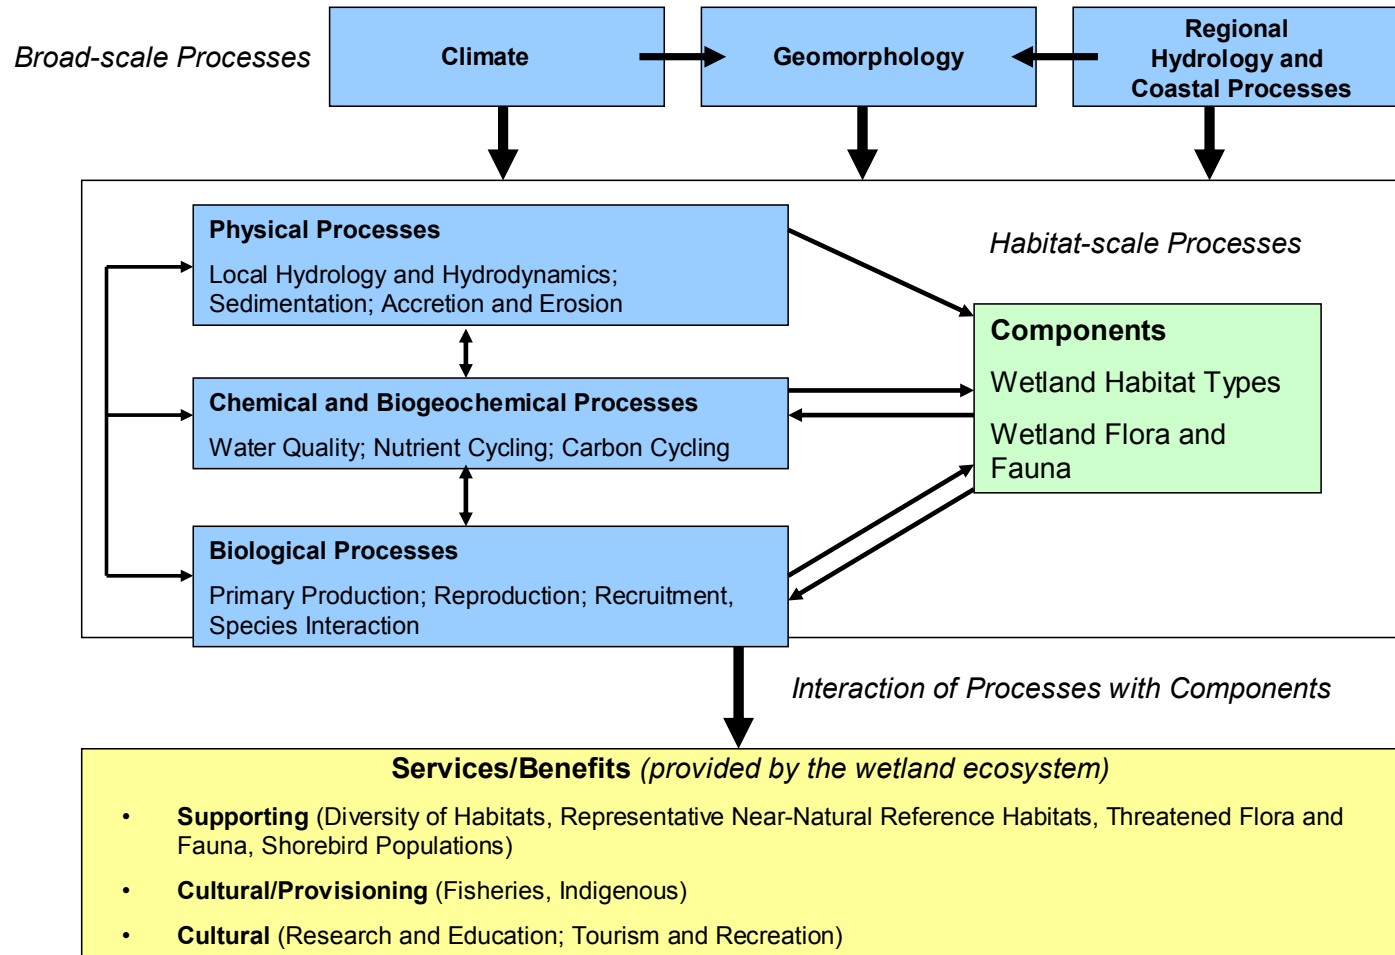 Broad-scale Processes
Climate
Geomorphology
Regional
Hydrology and
Coastal Processes
Physical Processes
Local Hydrology and Hydrodynamics;
Sedimentation; Accretion and Erosion
Habitat-scale Processes
Components
Wetland Habitat Types
Wetland Flora and
Fauna
Chemical and Biogeochemical Processes
Water Quality; Nutrient Cycling; Carbon Cycling
Biological Processes
Primary Production; Reproduction; Recruitment,
Species Interaction
Interaction of Processes with Components
Services/Benefits (provided by the wetland ecosystem)
• Supporting (Diversity of Habitats, Representative Near-Natural Reference Habitats, Threatened Flora and
Fauna, Shorebird Populations)
• Cultural/Provisioning (Fisheries, Indigenous)
• Cultural (Research and Education; Tourism and Recreation)